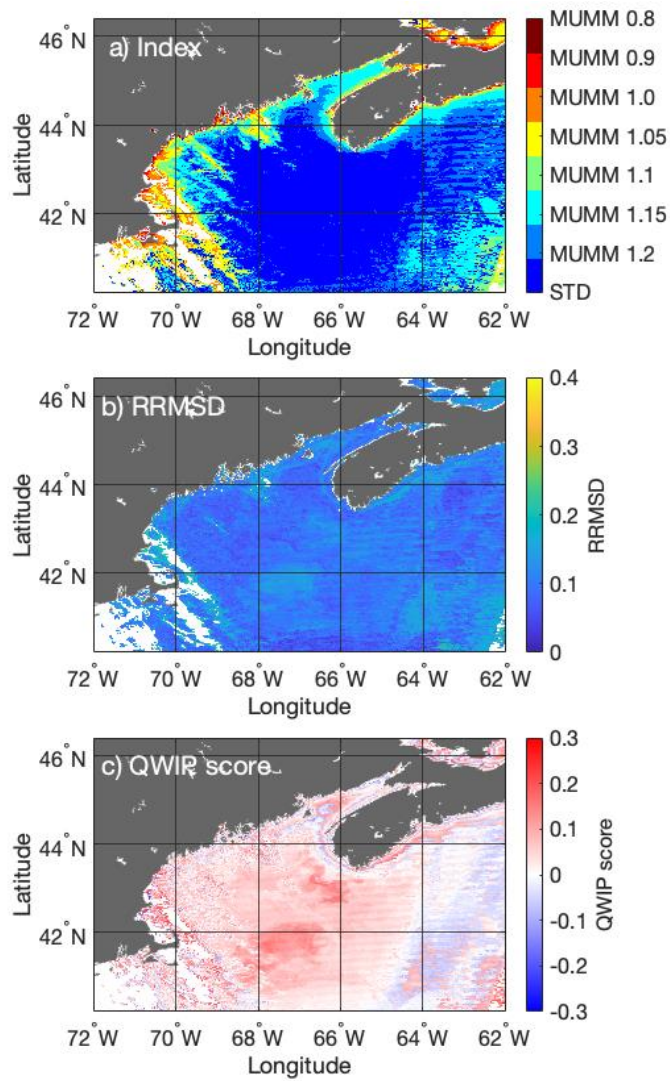 a) Index
46° N
44° N
42° N
Latitude
72° W 70° W 68° W 66° W 64° W 62° W
Longitude
MUMM 0.8
MUMM 0.9
MUMM 1.0
MUMM 1.05
MUMM 1.1
MUMM 1.15
MUMM 1.2
STD
b) RRMSD
46° N
44° N
42° N
Latitude
72° W 70° W 68° W 66° W 64° W 62° W
Longitude
0.4
0.3
0.2
0.1
0
RRMSD
c) QWIP score
46° N
44° N
42° N
Latitude
72° W 70° W 68° W 66° W 64° W 62° W
Longitude
0.3
0.2
0.1
0
-0.1
-0.2
-0.3
QWIP score